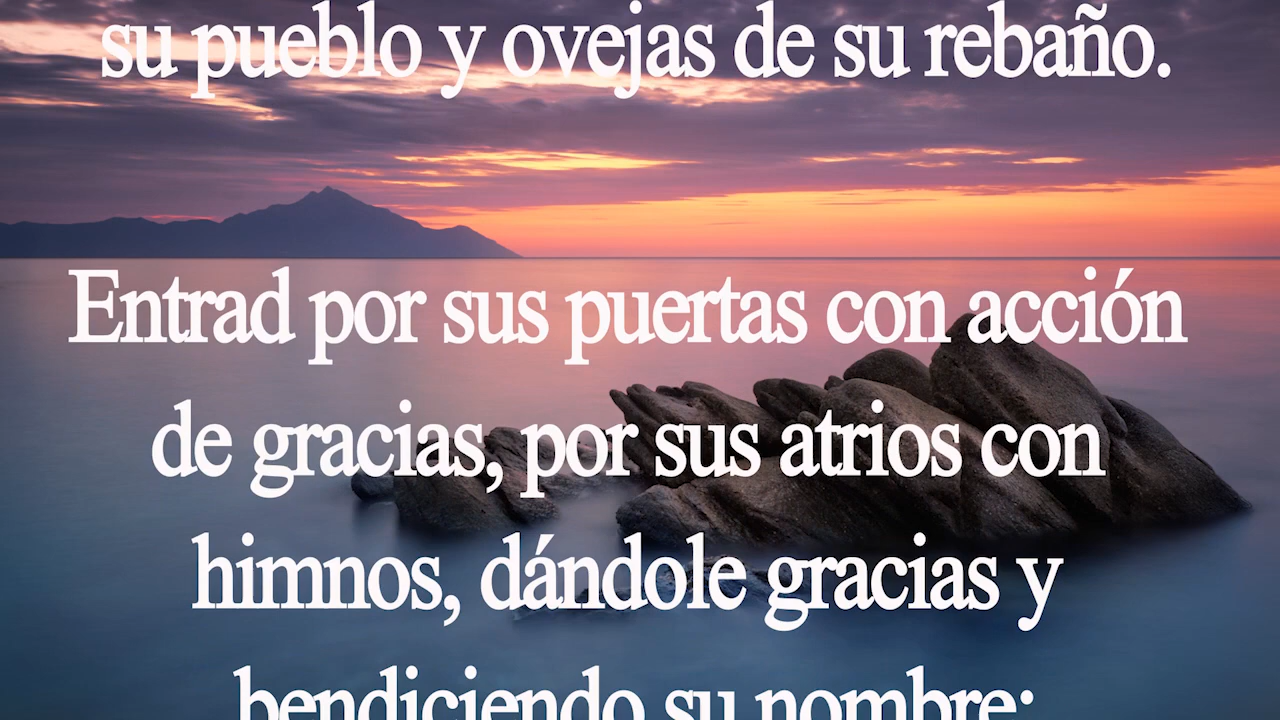 su pueblo y ovejas de su rebaño.
Entrad por sus puertas con acción
de gracias, por sus atrios con
himnos, dándole gracias y
bendiciendo su nombre: